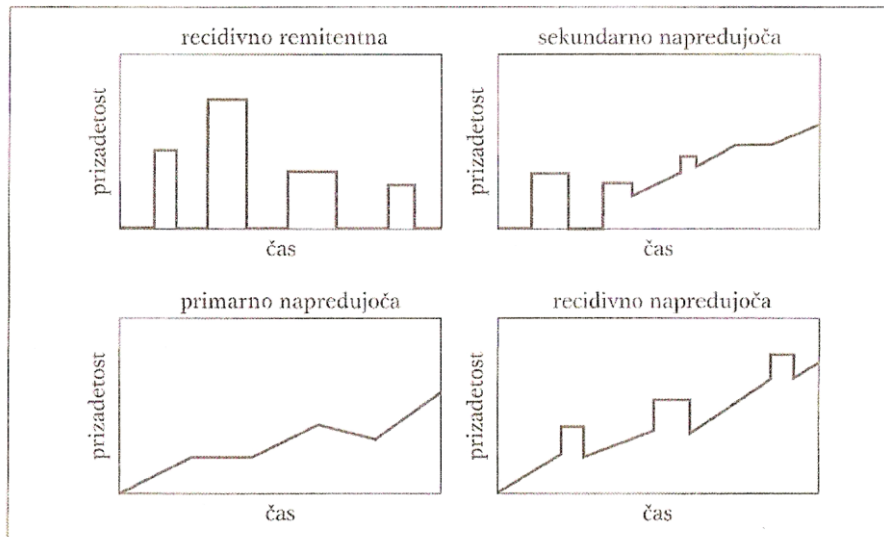 recidivno remitentna
prizadetost
čas
sekundarno napredujoča
prizadetost
čas
primarno napredujoča
prizadetost
čas
recidivno napredujoča
prizadetost
čas